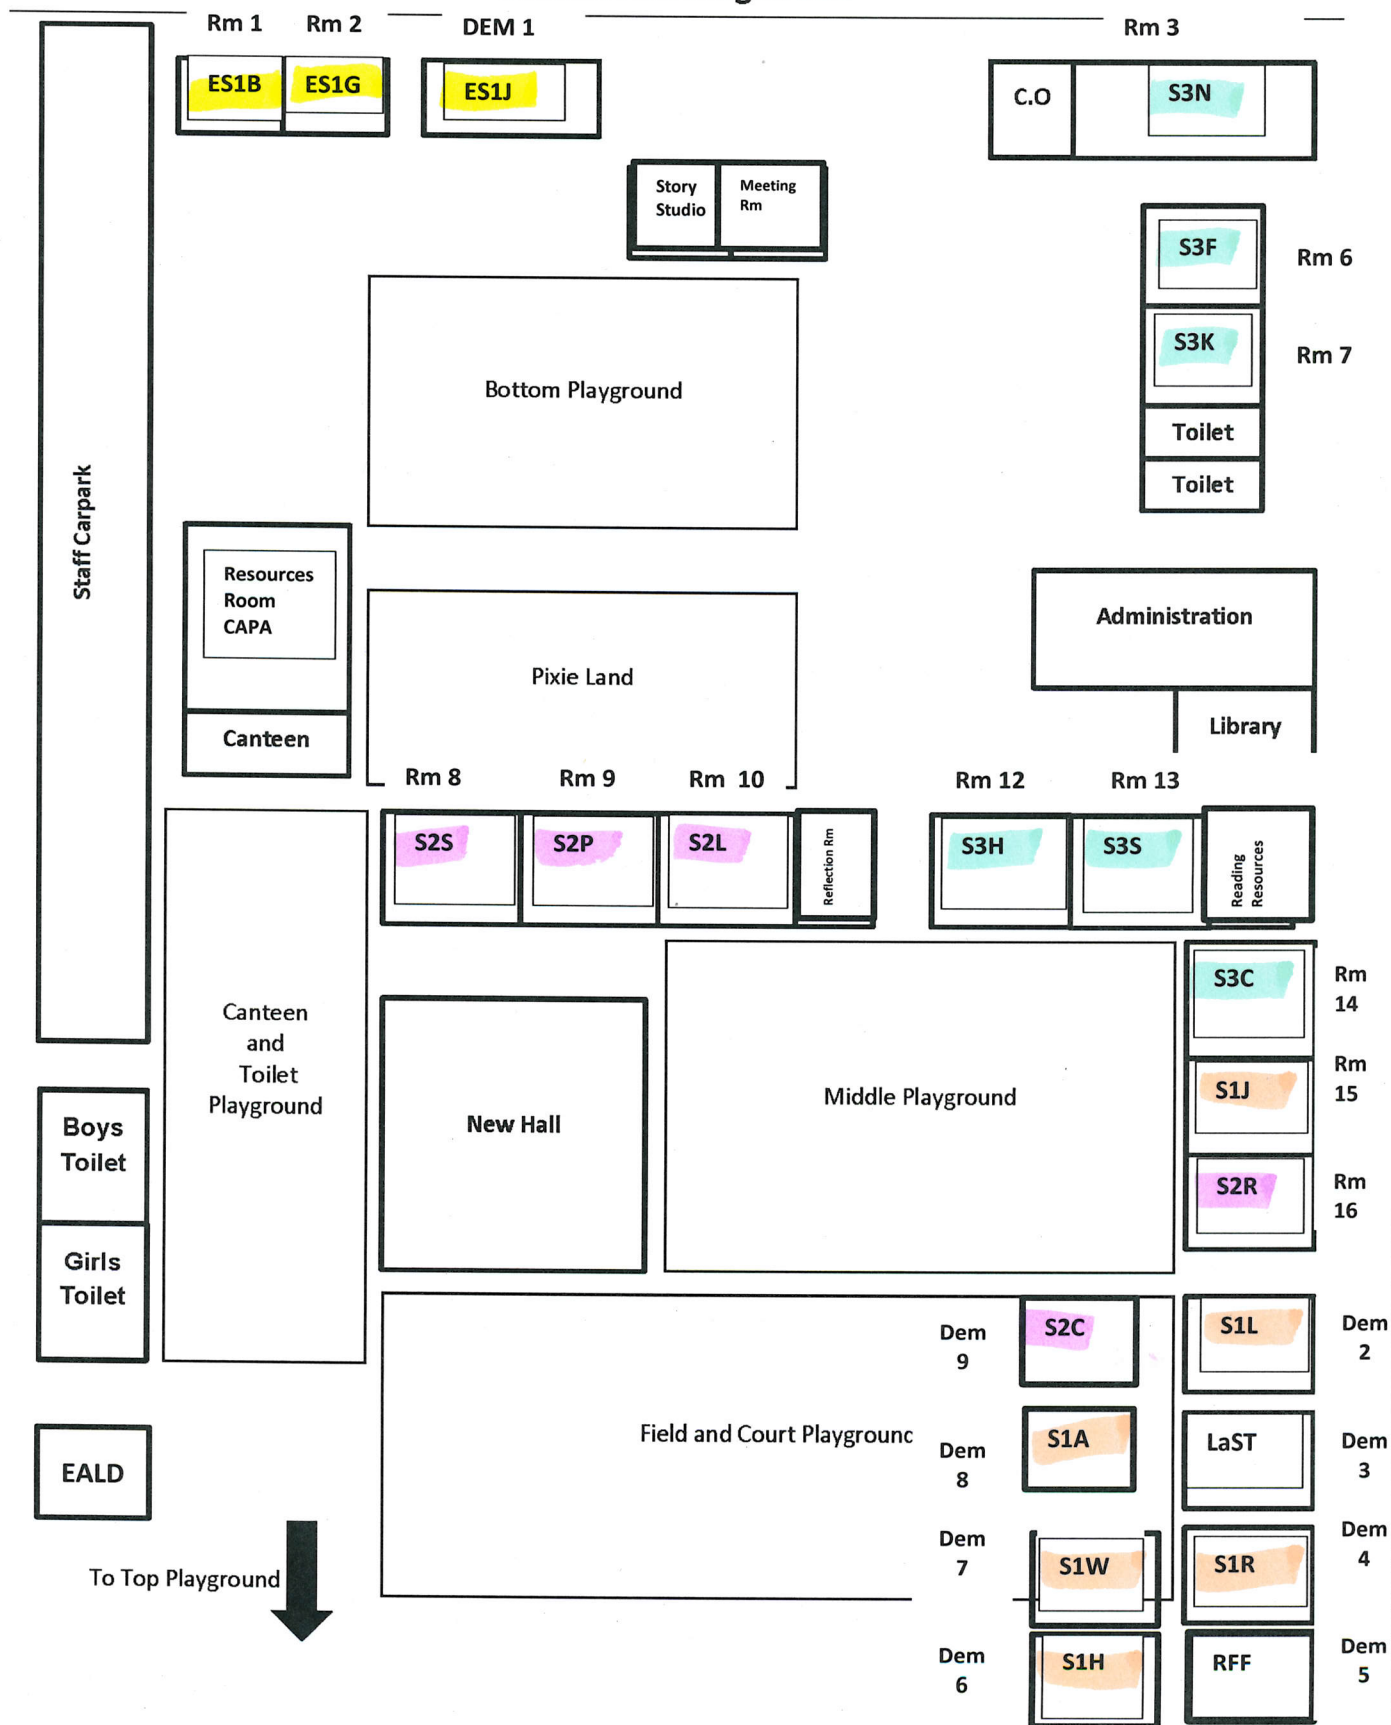 Rm 1
Rm 2
DEM 1
Rm 3
ES1B
ES1G
ES1J
C.O
S3N
Story
Studio
Meeting
Rm
S3F
Rm 6
S3K
Rm 7
Bottom Playground
Toilet
Toilet
Staff Carpark
Resources
Room
CAPA
Canteen
Pixie Land
Administration
Library
Rm 8
Rm 9
Rm 10
Rm 12
Rm 13
S2S
S2P
S2L
Reflection Rm
S3H
S3S
Reading
Resources
Canteen
and
Toilet
Playground
New Hall
Middle Playground
S3C
Rm
14
S1J
Rm
15
S2R
Rm
16
Boys
Toilet
Girls
Toilet
Dem
9
S2C
S1L
Dem
2
Field and Court Playground
Dem
8
S1A
LaST
Dem
3
EALD
Dem
7
S1W
S1R
Dem
4
To Top Playground
Dem
6
S1H
RFF
Dem
5